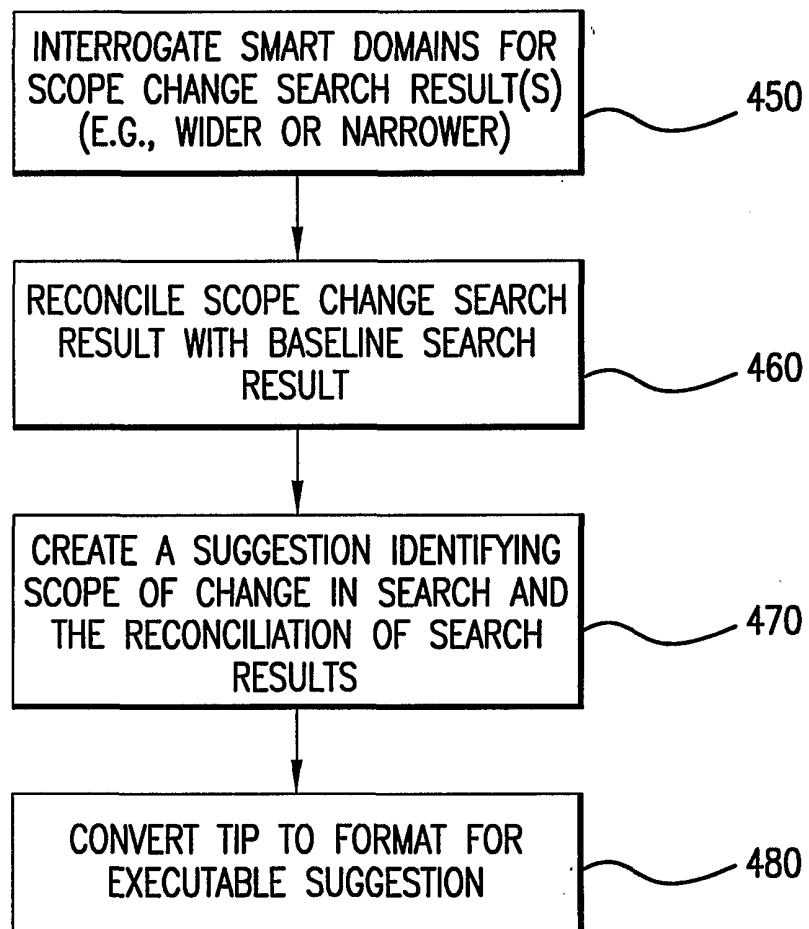 INTERROGATE SMART DOMAINS FOR
SCOPE CHANGE SEARCH RESULT(S)
(E.G., WIDER OR NARROWER)
450
RECONCILE SCOPE CHANGE SEARCH
RESULT WITH BASELINE SEARCH
RESULT
460
CREATE A SUGGESTION IDENTIFYING
SCOPE OF CHANGE IN SEARCH AND
THE RECONCILIATION OF SEARCH
RESULTS
470
CONVERT TIP TO FORMAT FOR
EXECUTABLE SUGGESTION
480